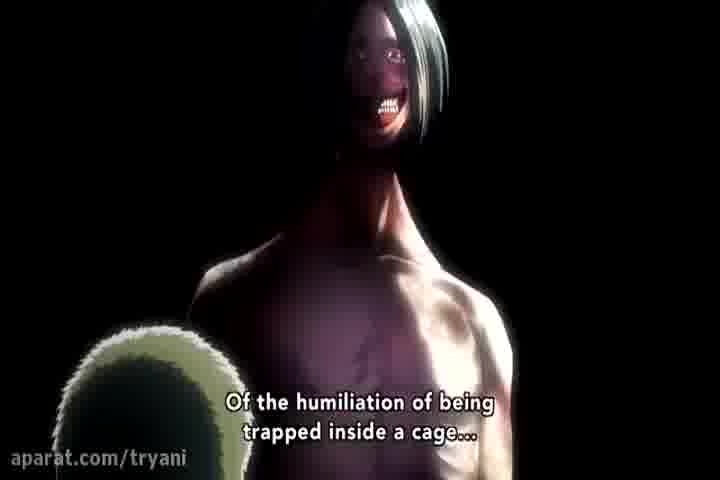 Of the humiliation of being
trapped inside a cage...
aparat.com/tryani